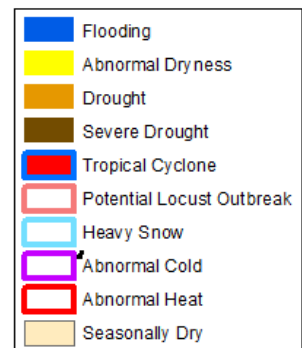 Flooding
Abnormal Dryness
Drought
Severe Drought
Tropical Cyclone
Potential Locust Outbreak
Heavy Snow
Abnormal Cold
Abnormal Heat
Seasonally Dry